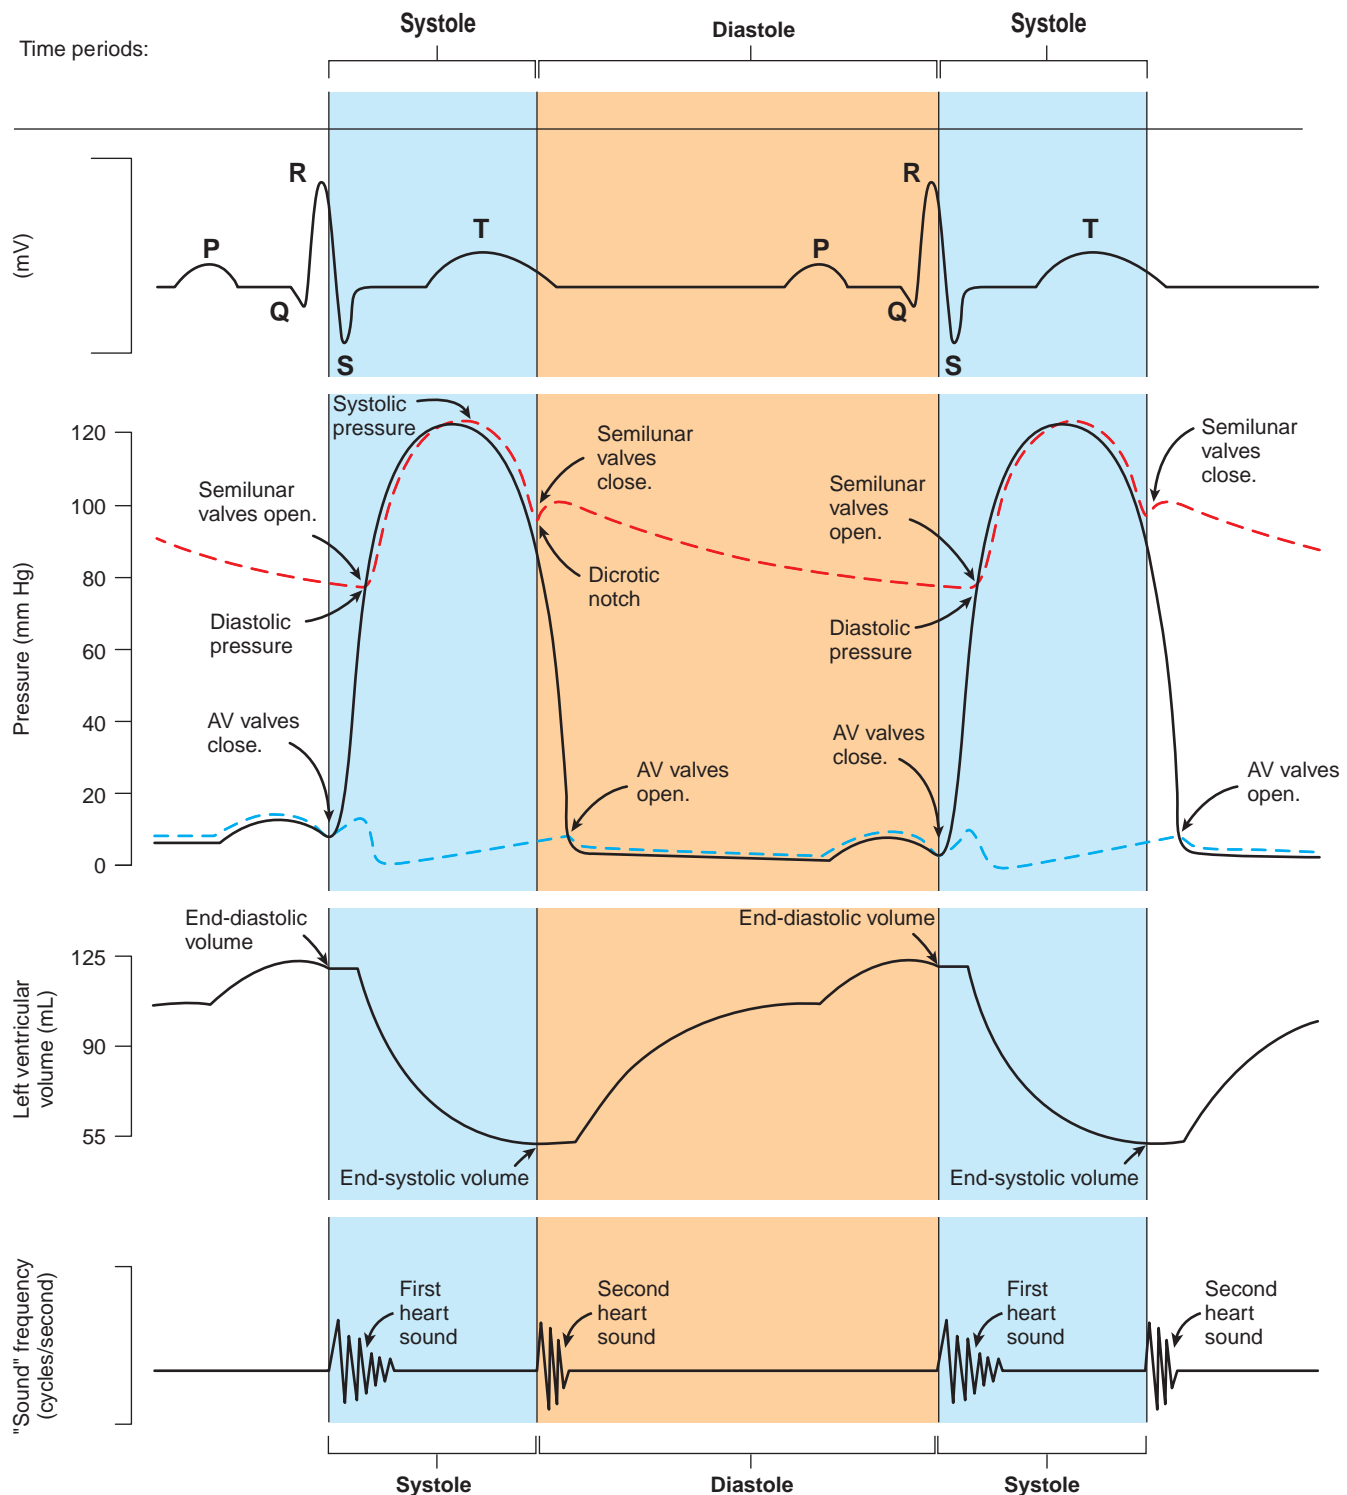 Systole
Diastole
Systole
Time periods:
(mV)
R
P
Q
S
T
P
R
Q
S
T
Pressure (mm Hg)
120
100
80
60
40
20
0
Systolic
pressure
Semilunar
valves
close.
Semilunar
valves open.
Dicrotic
notch
Diastolic
pressure
AV valves
close.
AV valves
open.
Semilunar
valves
open.
Diastolic
pressure
AV valves
close.
Semilunar
valves
close.
AV valves
open.
Left ventricular
volume (mL)
125
90
55
End-diastolic
volume
End-diastolic volume
End-systolic volume
End-systolic volume
"Sound" frequency
(cycles/second)
First
heart
sound
Second
heart
sound
First
heart
sound
Second
heart
sound
Systole
Diastole
Systole